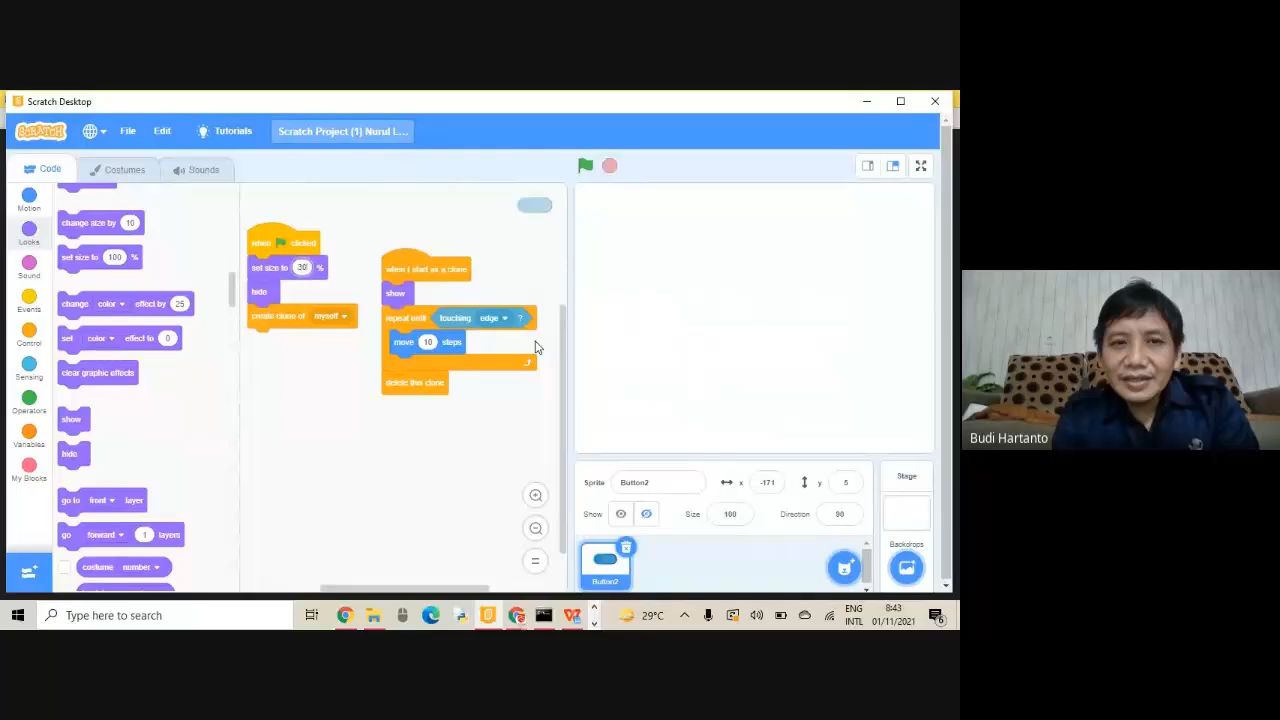 Scratch Desktop
SCRATCH
File
Edit
Tutorials
Scratch Project (1) Nurul L...
Code
Costumes
Sounds
Motion
Looks
Sound
Events
Control
Sensing
Operators
Variables
My Blocks
change size by 10
set size to 100 %
change color effect by 25
set color effect to 0
clear graphic effects
show
hide
go to front layer
go forward 1 layers
costume number
when clicked
set size to 30 %
hide
create clone of myself
when I start as a clone
show
repeat until touching edge ?
move 10 steps
delete this clone
Sprite Button2 x -171 y 5
Show Size 100 Direction 90
Button2
Stage
Backdrops
Budi Hartanto
Type here to search
29°C
ENG
INTL
8:43
01/11/2021
6